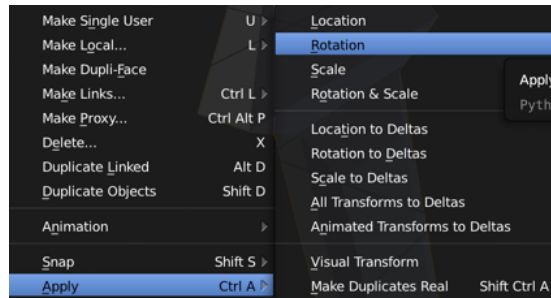 Make Single User U
Make Local... L
Make Dupli-Face
Make Links... Ctrl L
Make Proxy... Ctrl Alt P
Delete... X
Duplicate Linked Alt D
Duplicate Objects Shift D
Animation
Snap Shift S
Apply Ctrl A
Location
Rotation
Scale
Rotation & Scale
Location to Deltas
Rotation to Deltas
Scale to Deltas
All Transforms to Deltas
Animated Transforms to Deltas
Visual Transform
Make Duplicates Real Shift Ctrl A
Apply
Pyth